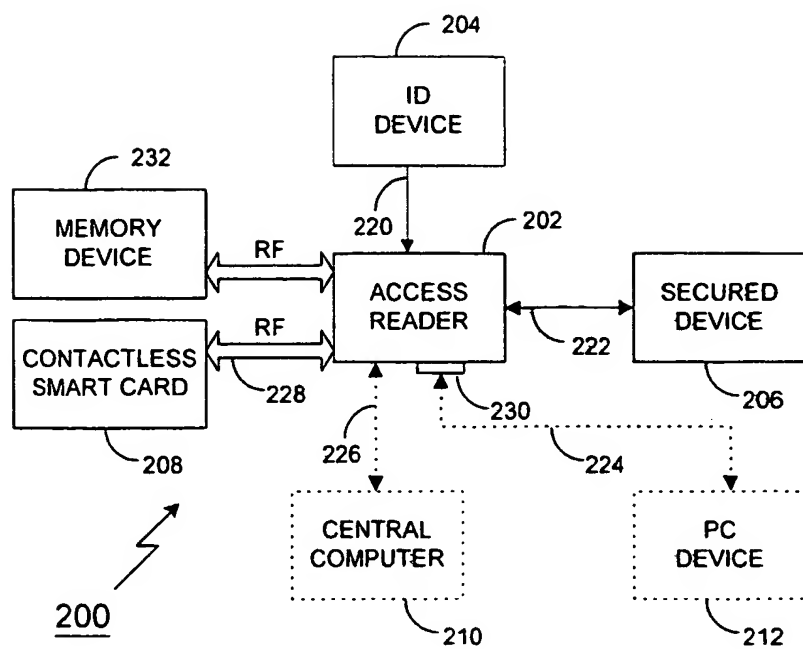 204
ID
DEVICE
232
220
202
MEMORY
DEVICE
RF
ACCESS
READER
SECURED
DEVICE
222
RF
CONTACTLESS
SMART CARD
228
230
206
208
226
224
CENTRAL
COMPUTER
PC
DEVICE
200
210
212